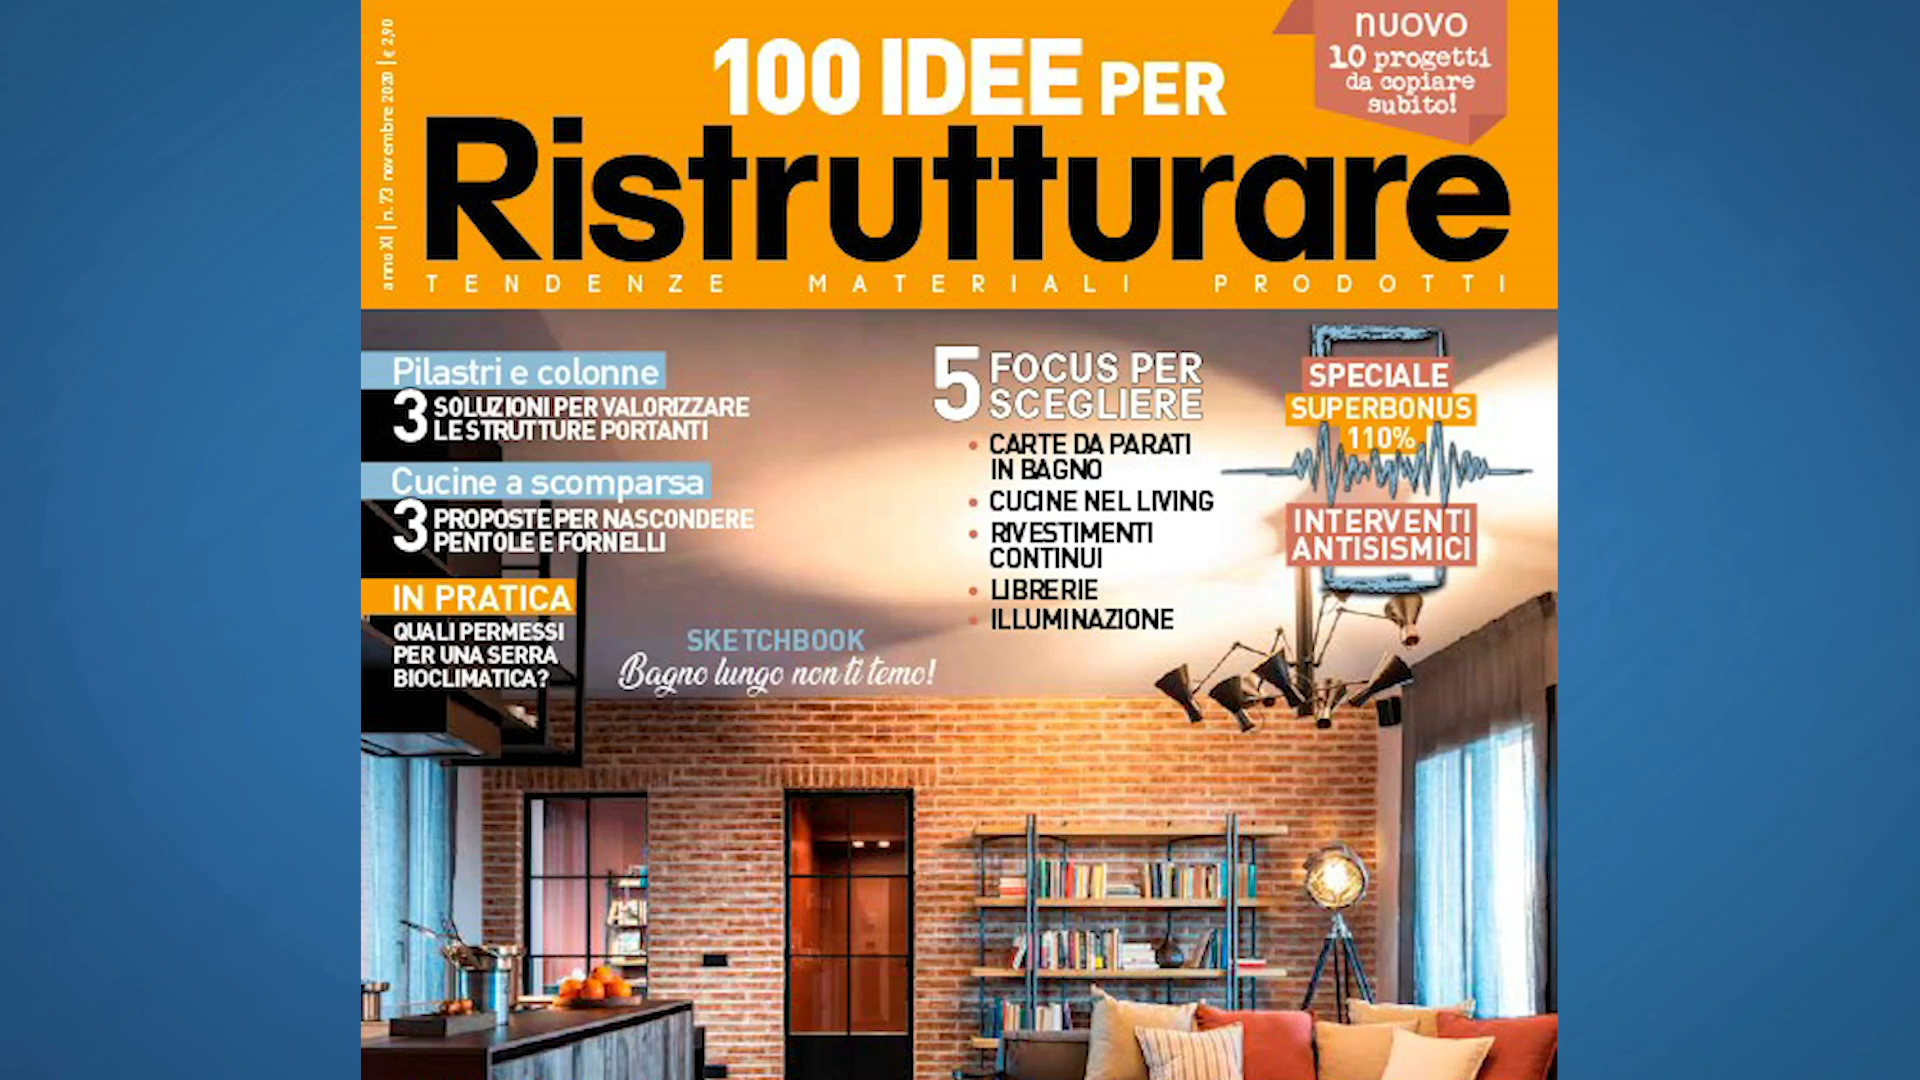 anno XI | n. 73 novembre 2020 | € 2,90
100 IDEE PER
Ristrutturare
TENDENZE MATERIALI PRODOTTI
NUOVO
10 progetti
da copiare
subito!
Pilastri e colonne
3 SOLUZIONI PER VALORIZZARE
LE STRUTTURE PORTANTI
Cucine a scomparsa
3 PROPOSTE PER NASCONDERE
PENTOLE E FORNELLI
IN PRATICA
QUALI PERMESSI
PER UNA SERRA
BIOCLIMATICA?
SKETCHBOOK
Bagno lungo non ti temo!
5 FOCUS PER
SCEGLIERE
• CARTE DA PARATI
IN BAGNO
• CUCINE NEL LIVING
• RIVESTIMENTI
CONTINUI
• LIBRERIE
• ILLUMINAZIONE
SPECIALE
SUPERBONUS
110%
INTERVENTI
ANTISISMICI